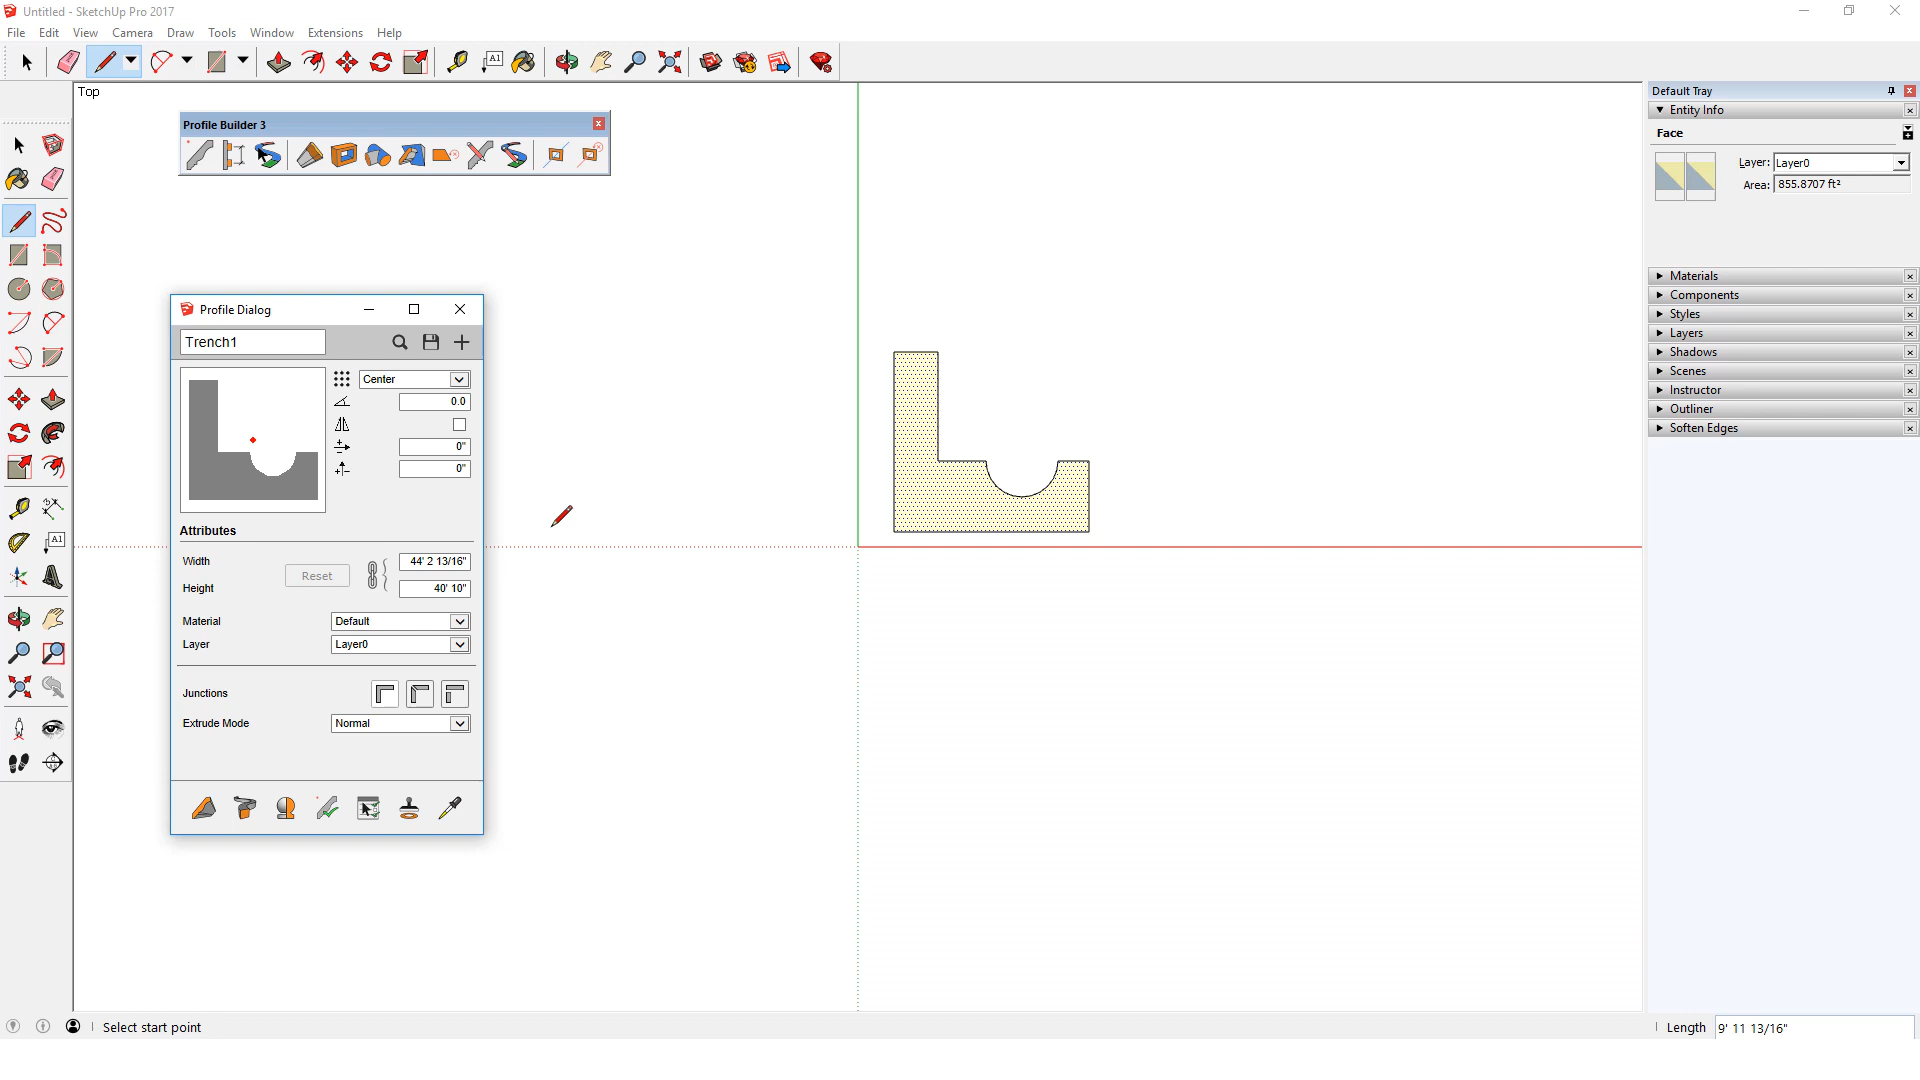 Untitled - SketchUp Pro 2017
File Edit View Camera Draw Tools Window Extensions Help
A1
Top
Profile Builder 3
Default Tray
Entity Info
Face
Layer: Layer0
Area: 855.8707 ft²
Materials
Components
Styles
Layers
Shadows
Scenes
Instructor
Outliner
Soften Edges
Profile Dialog
Trench1
Center
0.0
0"
0"
Attributes
Width 44' 2 13/16"
Reset
Height 40' 10"
Material Default
Layer Layer0
Junctions
Extrude Mode Normal
A1
Select start point
Length 9' 11 13/16"